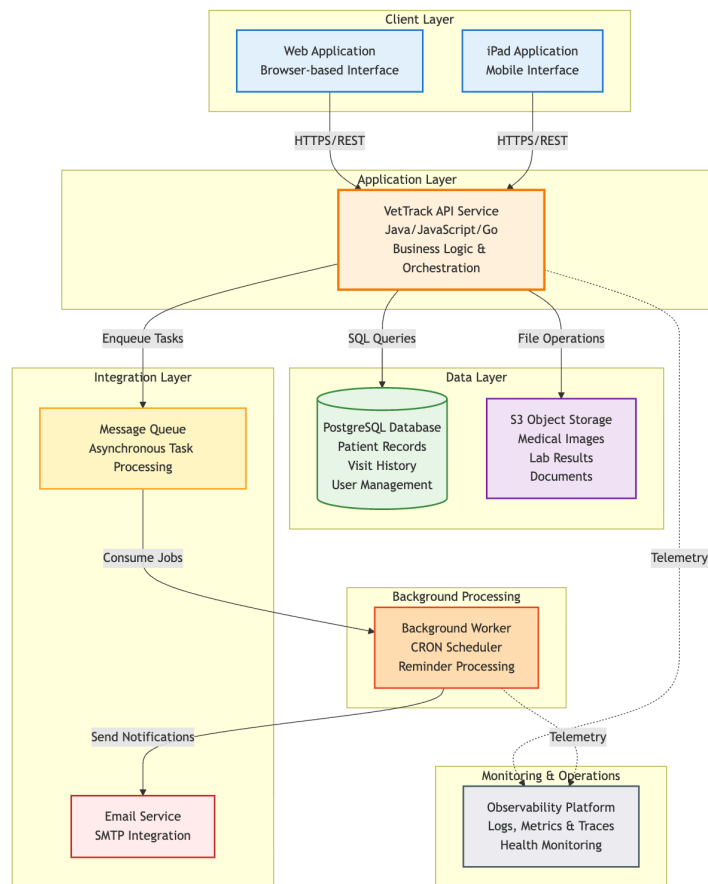 Client Layer
Web Application
Browser-based Interface
iPad Application
Mobile Interface
HTTPS/REST
HTTPS/REST
Application Layer
VetTrack API Service
Java/JavaScript/Go
Business Logic &
Orchestration
Enqueue Tasks
SQL Queries
File Operations
Integration Layer
Message Queue
Asynchronous Task
Processing
Data Layer
PostgreSQL Database
Patient Records
Visit History
User Management
S3 Object Storage
Medical Images
Lab Results
Documents
Consume Jobs
Telemetry
Background Processing
Background Worker
CRON Scheduler
Reminder Processing
Send Notifications
Telemetry
Email Service
SMTP Integration
Monitoring & Operations
Observability Platform
Logs, Metrics & Traces
Health Monitoring